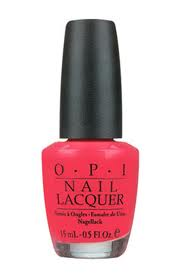 O·P·I
NAIL
LACQUER
Vernis à Ongles · Esmalte de Uñas
Nagellack
15 mL-0.5 Fl. Oz. ℮